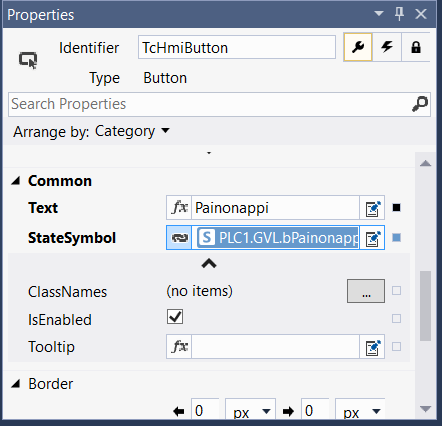 Properties
Identifier TcHmiButton
Type Button
Search Properties
Arrange by: Category
Common
Text fx Painonappi
StateSymbol S PLC1.GVL.bPainonapp
ClassNames (no items) ...
IsEnabled
Tooltip fx
Border
0 px 0 px